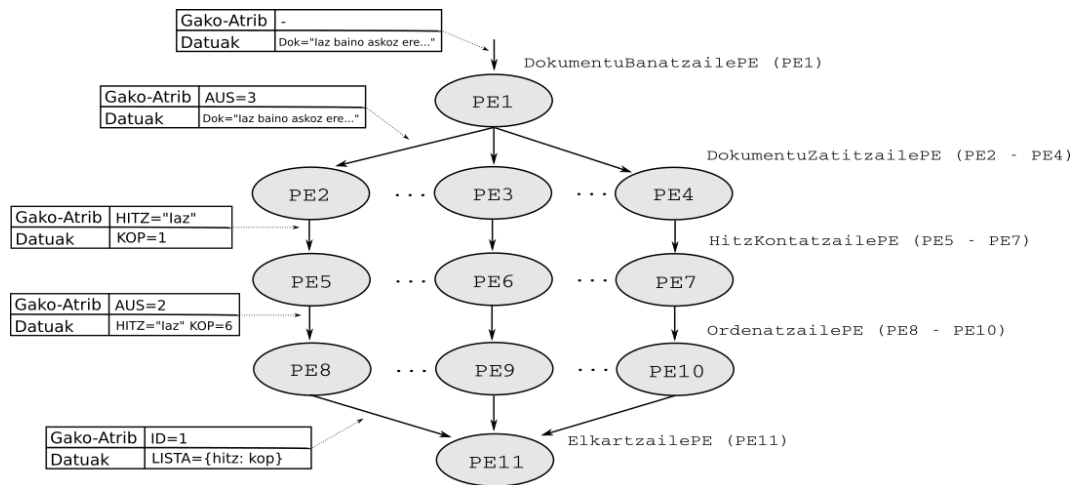 Gako-Atrib -
Datuak Dok="Iaz baino askoz ere..."
DokumentuBanatzailePE (PE1)
PE1
Gako-Atrib AUS=3
Datuak Dok="Iaz baino askoz ere..."
DokumentuZatitzailePE (PE2 - PE4)
PE2 ... PE3 ... PE4
Gako-Atrib HITZ="Iaz"
Datuak KOP=1
HitzKontatzailePE (PE5 - PE7)
PE5 ... PE6 ... PE7
Gako-Atrib AUS=2
Datuak HITZ="Iaz" KOP=6
OrdenatzailePE (PE8 - PE10)
PE8 ... PE9 ... PE10
Gako-Atrib ID=1
Datuak LISTA={hitz: kop}
ElkartzailePE (PE11)
PE11